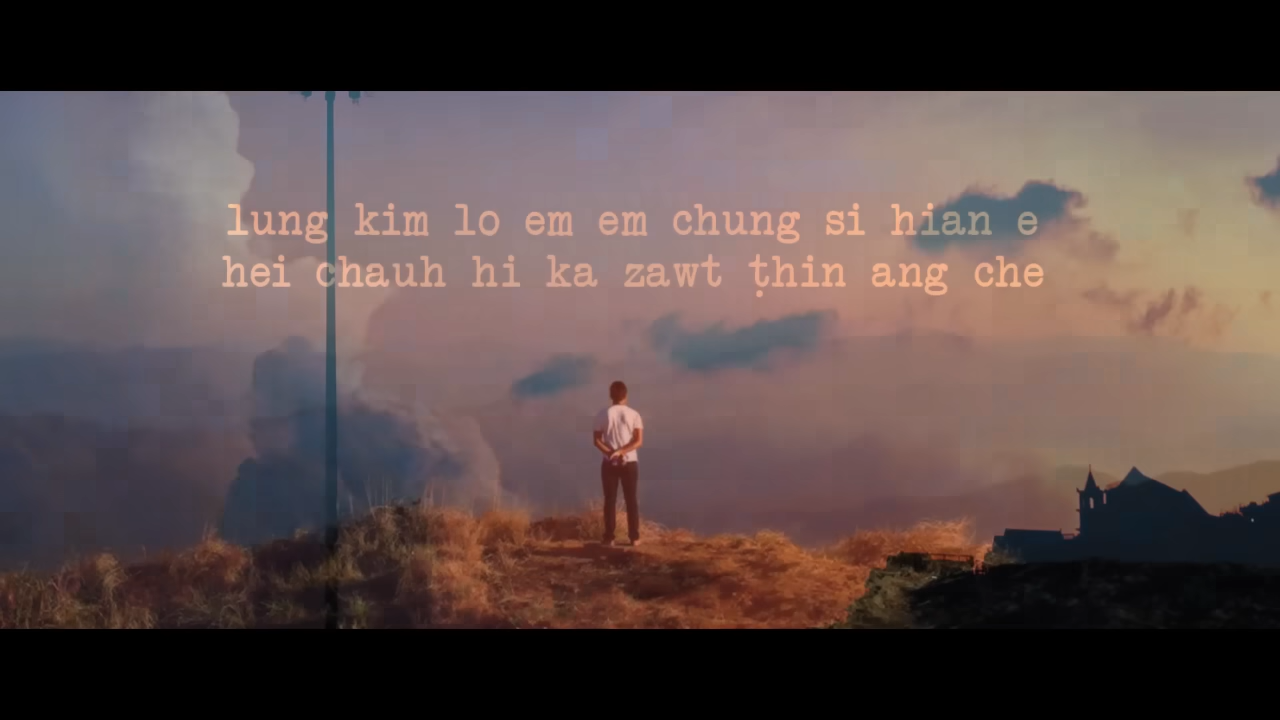 lung kim lo em em chung si hian e
hei chauh hi ka zawt ṭhin ang che